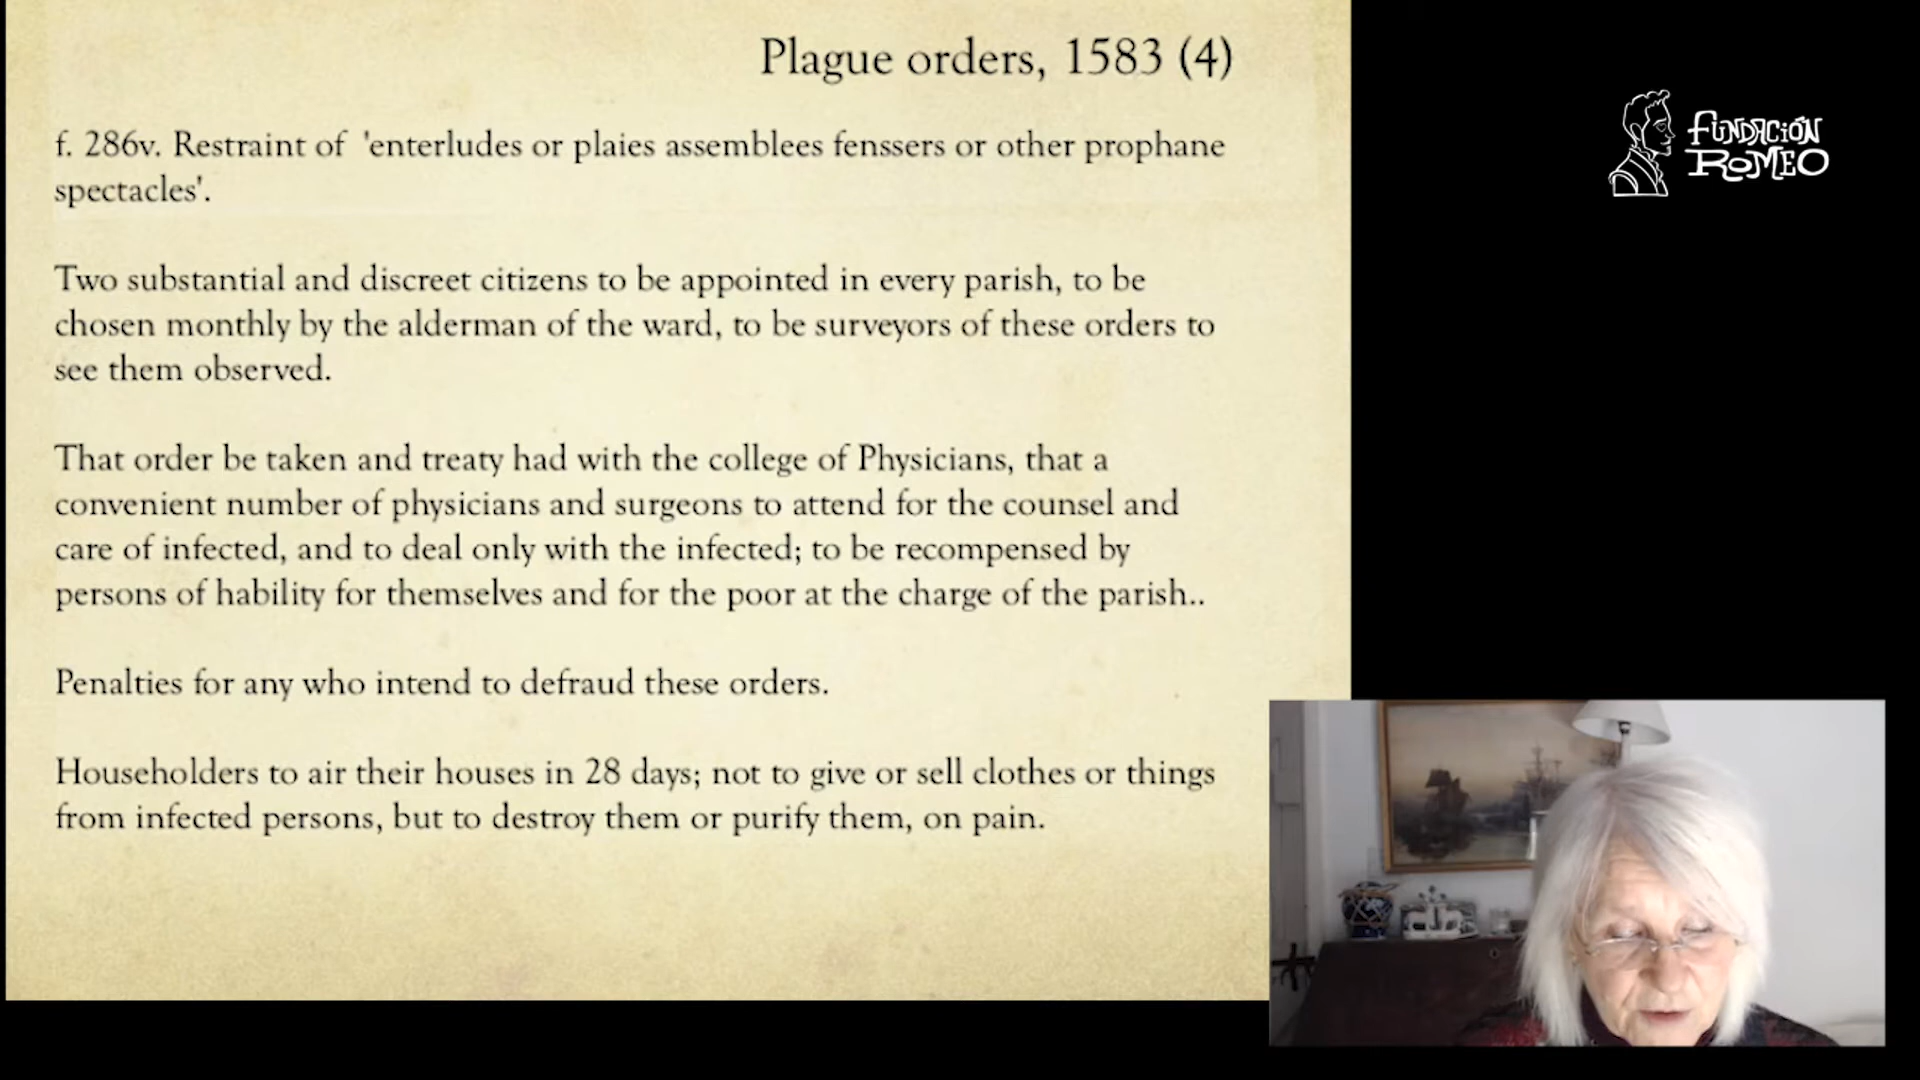 Plague orders, 1583 (4)
f. 286v. Restraint of 'enterludes or plaies assemblees fenssers or other prophane
spectacles'.
Two substantial and discreet citizens to be appointed in every parish, to be
chosen monthly by the alderman of the ward, to be surveyors of these orders to
see them observed.
That order be taken and treaty had with the college of Physicians, that a
convenient number of physicians and surgeons to attend for the counsel and
care of infected, and to deal only with the infected; to be recompensed by
persons of hability for themselves and for the poor at the charge of the parish..
Penalties for any who intend to defraud these orders.
Householders to air their houses in 28 days; not to give or sell clothes or things
from infected persons, but to destroy them or purify them, on pain.
FUNDACIÓN
ROMEO